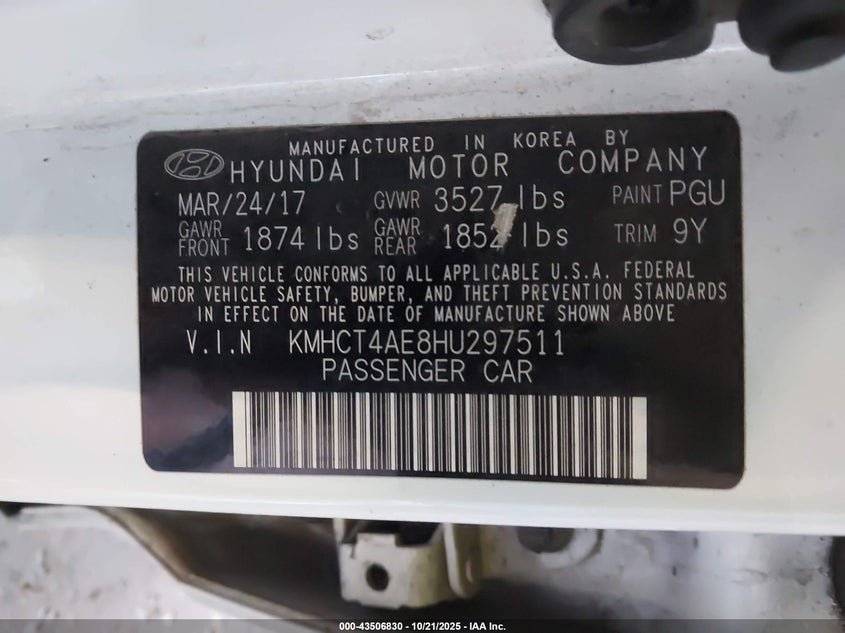 MANUFACTURED IN KOREA BY
HYUNDAI MOTOR COMPANY
MAR/24/17 GVWR 3527 lbs PAINT PGU
GAWR FRONT 1874 lbs GAWR REAR 1852 lbs TRIM 9Y
THIS VEHICLE CONFORMS TO ALL APPLICABLE U.S.A. FEDERAL
MOTOR VEHICLE SAFETY, BUMPER, AND THEFT PREVENTION STANDARDS
IN EFFECT ON THE DATE OF MANUFACTURE SHOWN ABOVE
V.I.N KMHCT4AE8HU297511
PASSENGER CAR
000-43506830 - 10/21/2025 - IAA Inc.